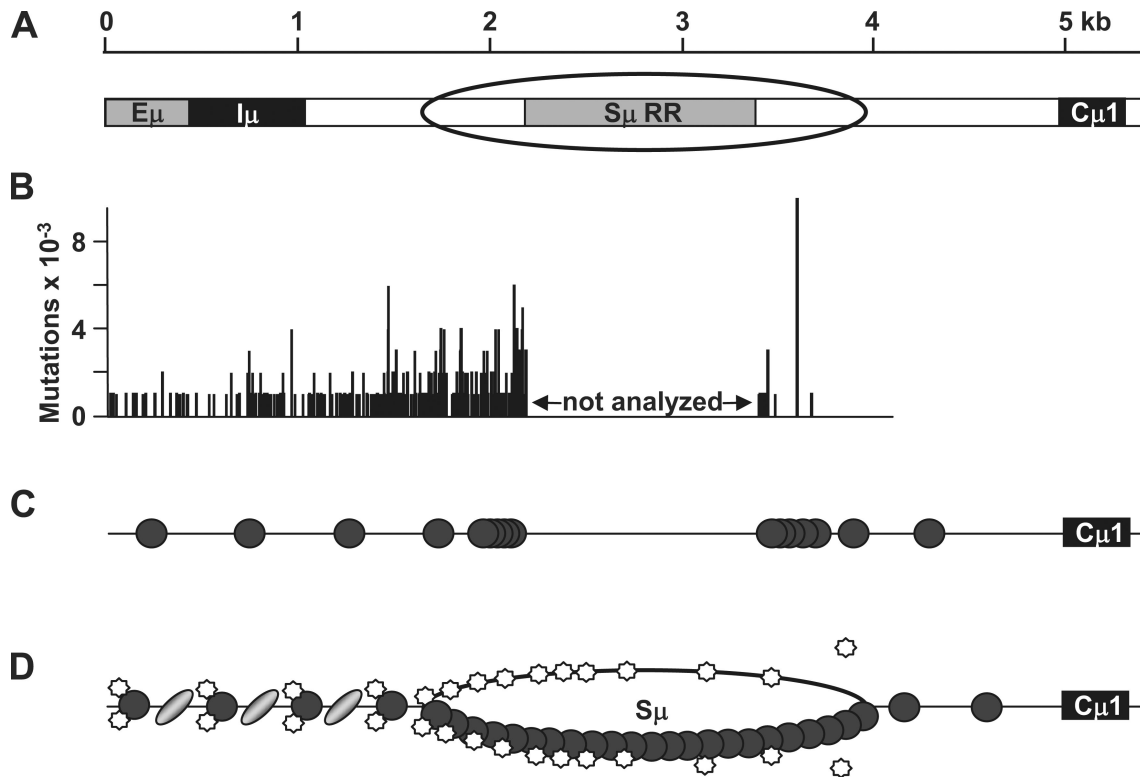 A
0 1 2 3 4 5 kb
Eμ Iμ Sμ RR Cμ1
B
Mutations x 10-3
8
4
0
not analyzed
C
Cμ1
D
Sμ
Cμ1